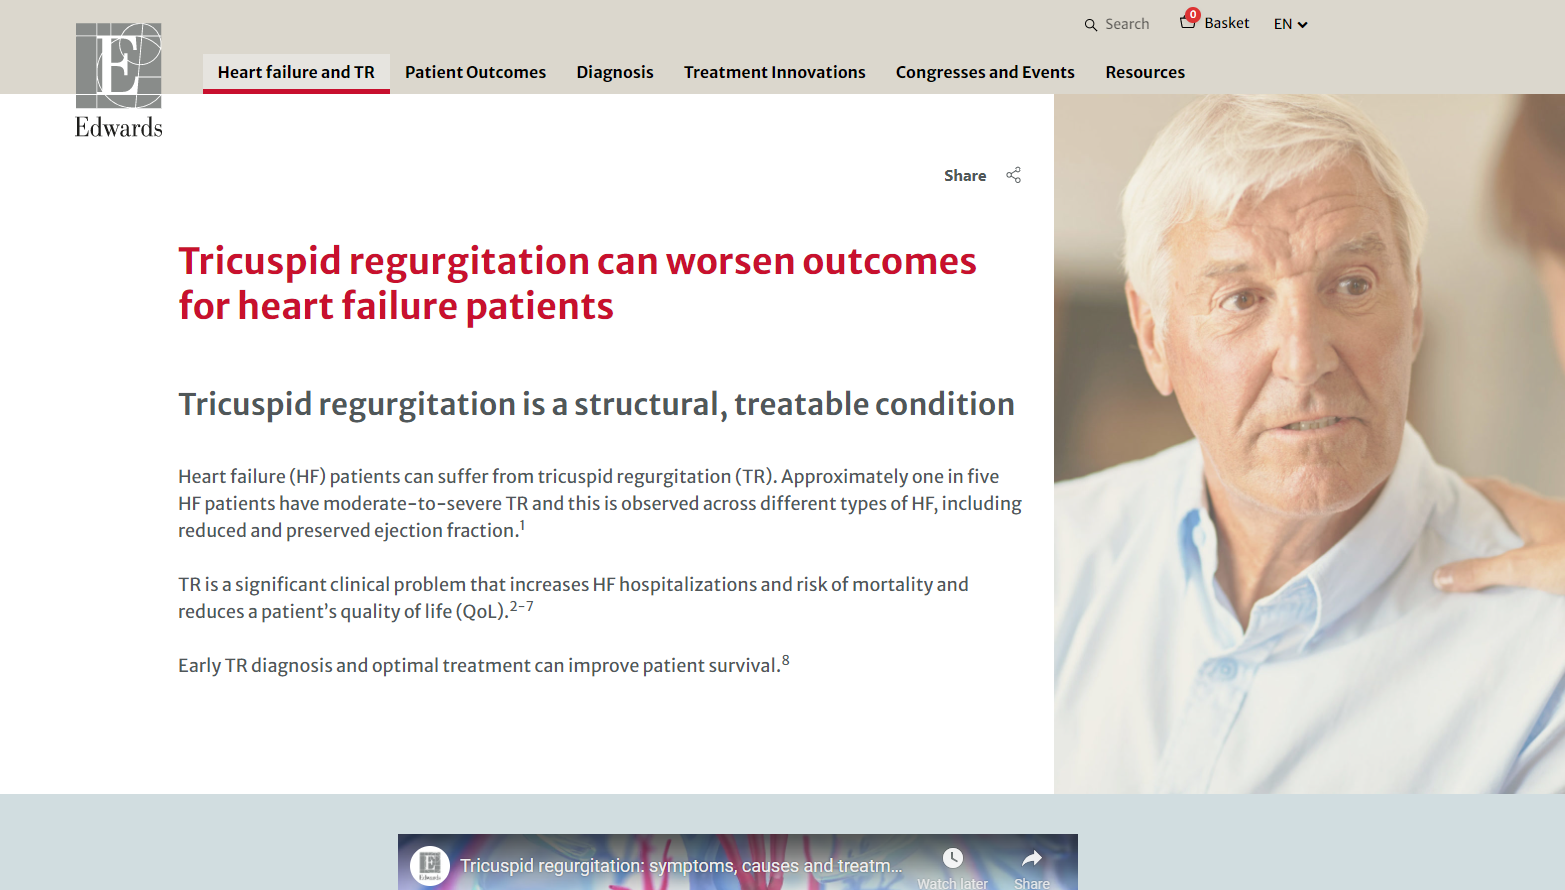 Search
0
Basket
EN
Edwards
Heart failure and TR
Patient Outcomes
Diagnosis
Treatment Innovations
Congresses and Events
Resources
Share
Tricuspid regurgitation can worsen outcomes
for heart failure patients
Tricuspid regurgitation is a structural, treatable condition
Heart failure (HF) patients can suffer from tricuspid regurgitation (TR). Approximately one in five
HF patients have moderate-to-severe TR and this is observed across different types of HF, including
reduced and preserved ejection fraction.¹
TR is a significant clinical problem that increases HF hospitalizations and risk of mortality and
reduces a patient’s quality of life (QoL).²⁻⁷
Early TR diagnosis and optimal treatment can improve patient survival.⁸
Edwards
Tricuspid regurgitation: symptoms, causes and treatm...
Watch later
Share